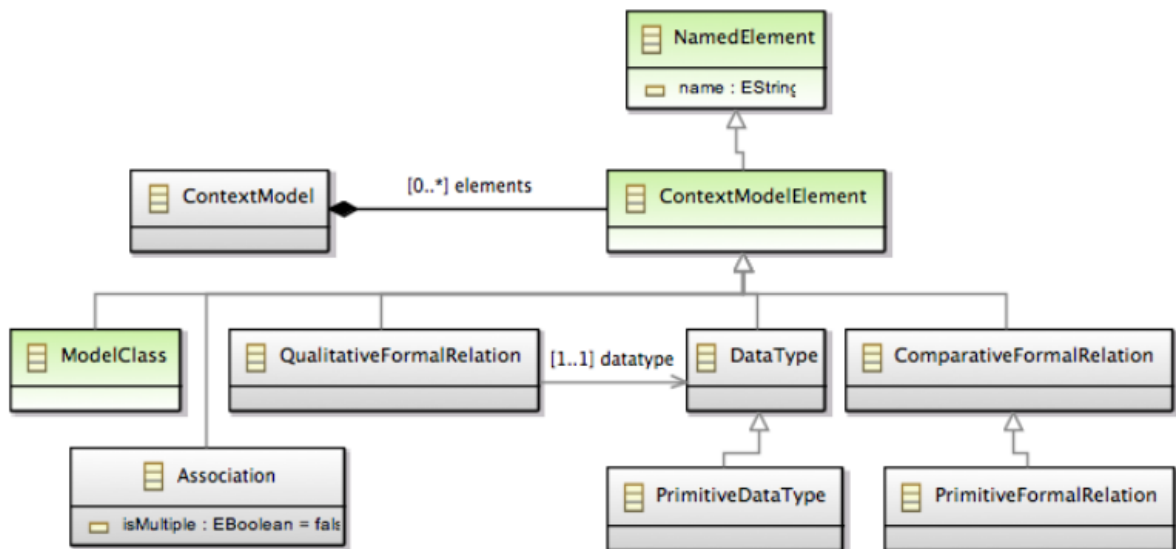 NamedElement
name : EString
ContextModel
[0..*] elements
ContextModelElement
ModelClass
QualitativeFormalRelation
[1..1] datatype
DataType
ComparativeFormalRelation
Association
isMultiple : EBoolean = fals
PrimitiveDataType
PrimitiveFormalRelation